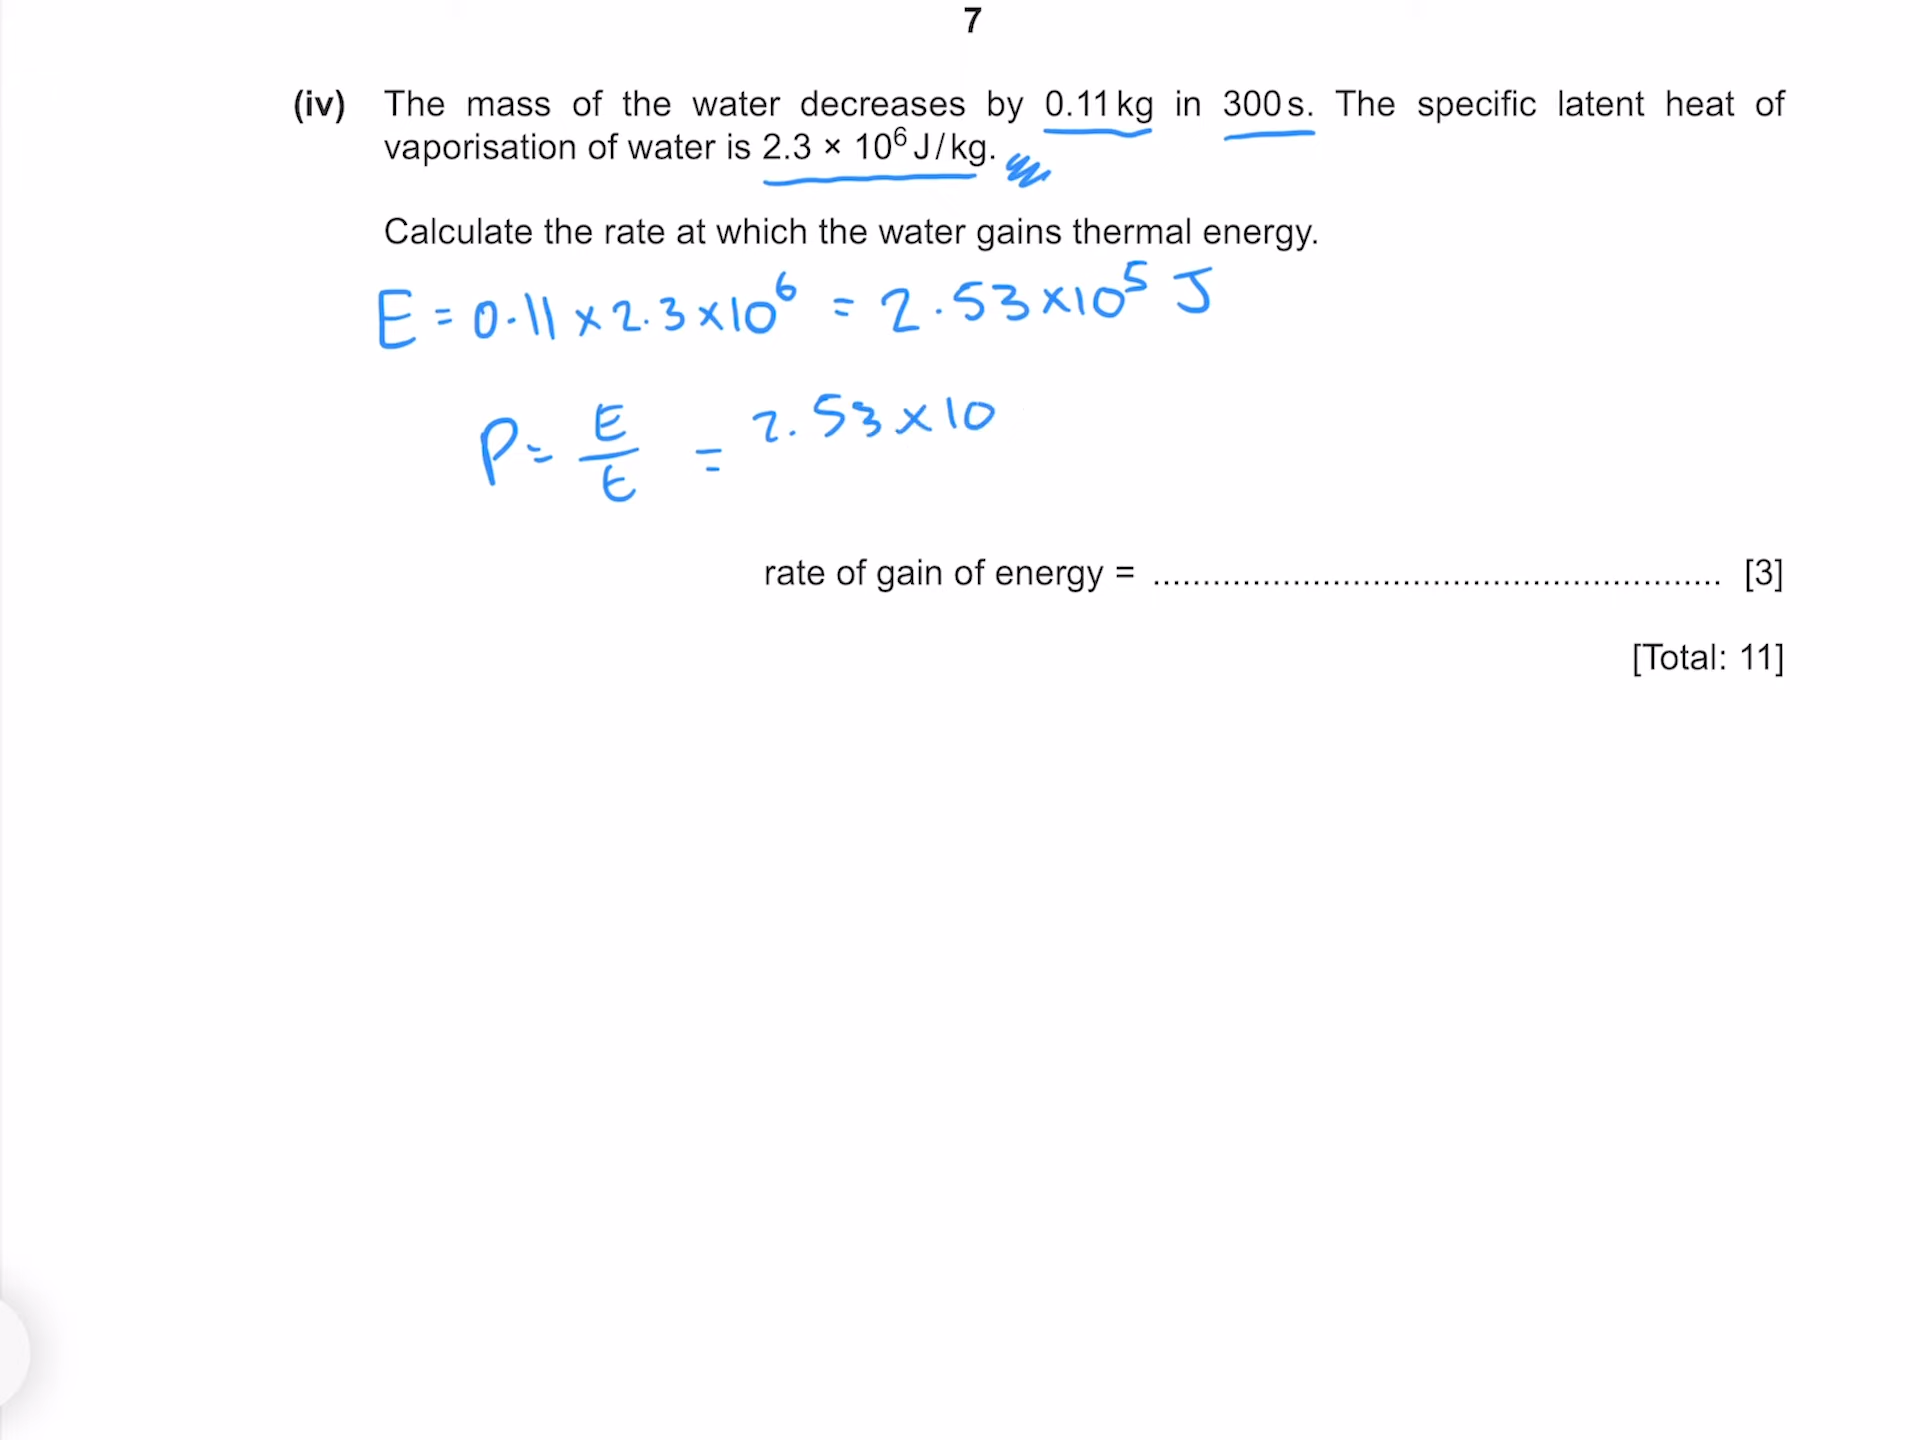 7
(iv) The mass of the water decreases by 0.11 kg in 300 s. The specific latent heat of
vaporisation of water is 2.3 × 10⁶ J/kg.
Calculate the rate at which the water gains thermal energy.
E = 0.11 × 2.3 × 10⁶ = 2.53 × 10⁵ J
P = E/t = 2.53 × 10
rate of gain of energy = ........................................................ [3]
[Total: 11]